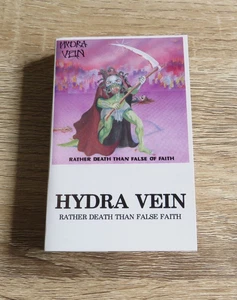 HYDRA
VEIN
RATHER DEATH THAN FALSE OF FAITH
HYDRA VEIN
RATHER DEATH THAN FALSE FAITH